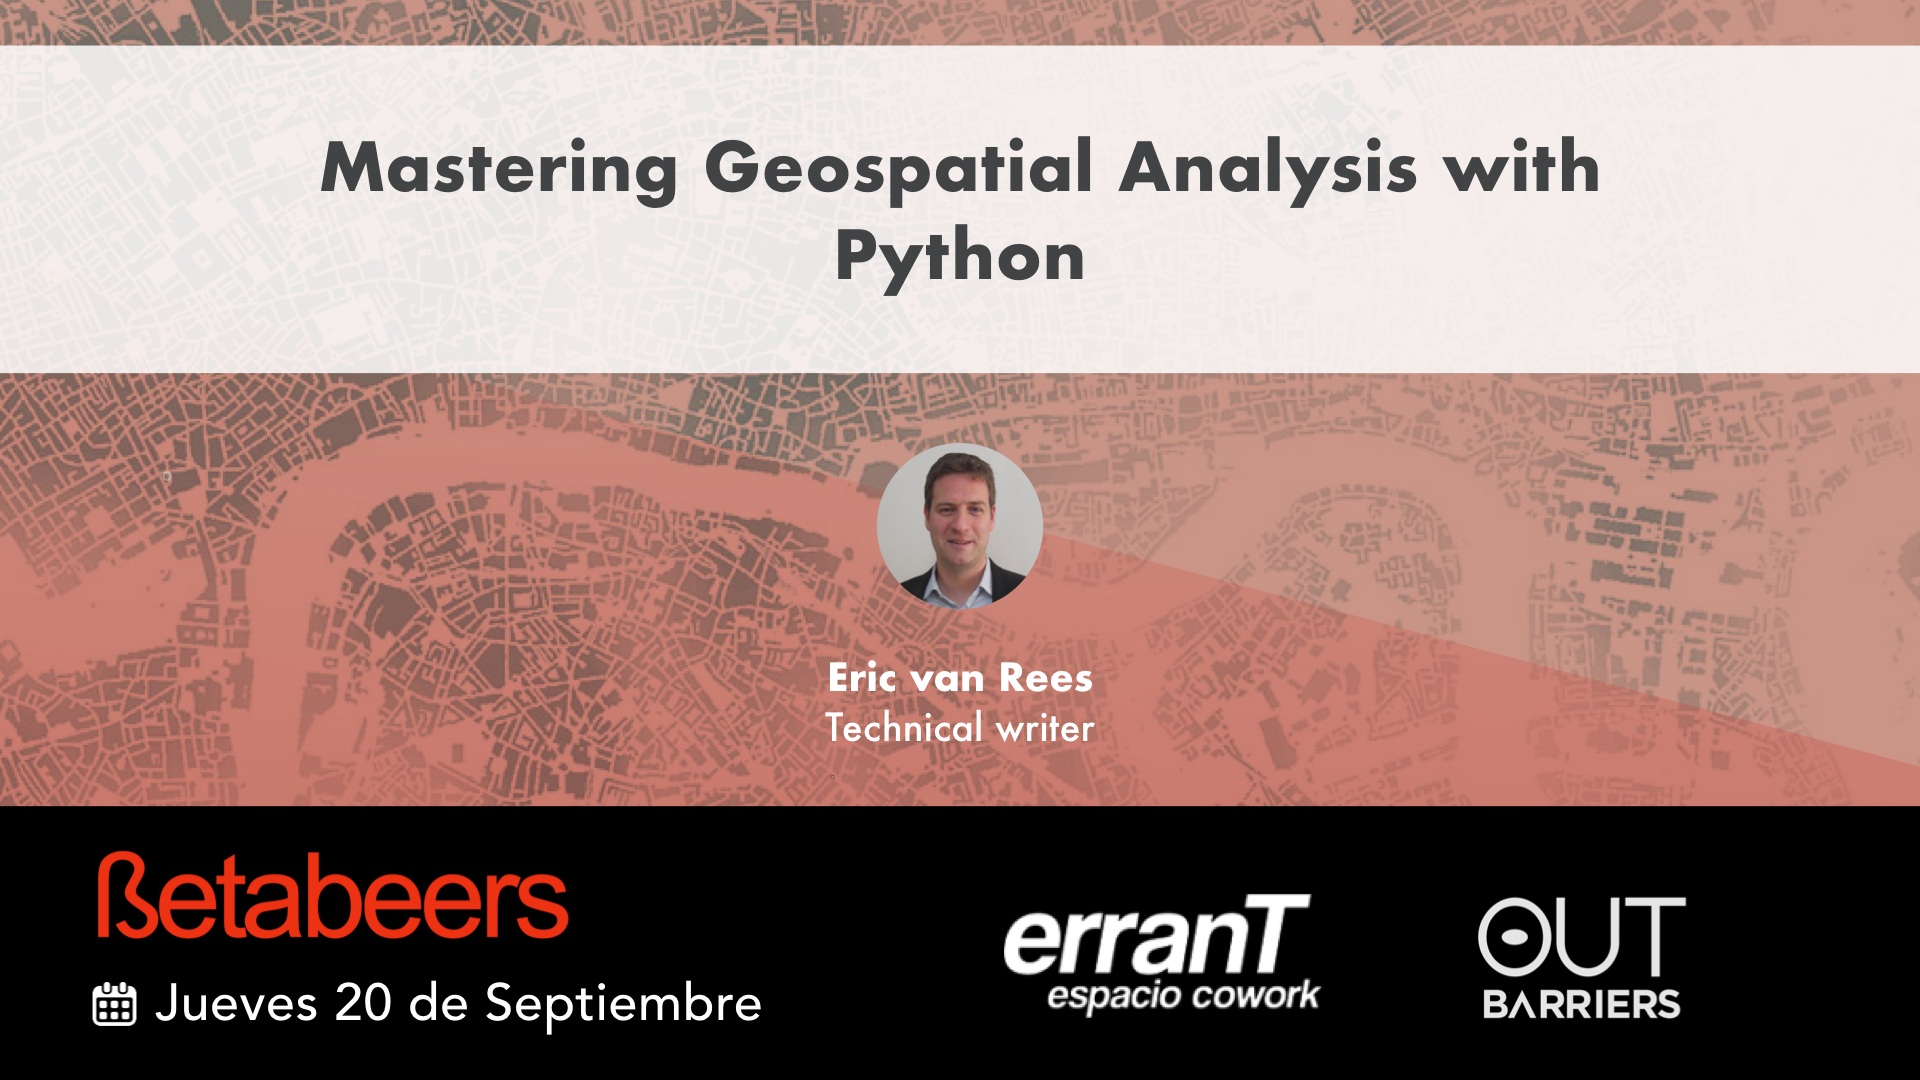 Mastering Geospatial Analysis with
Python
Eric van Rees
Technical writer
ßetabeers
Jueves 20 de Septiembre
erranT
espacio cowork
OUT
BARRIERS